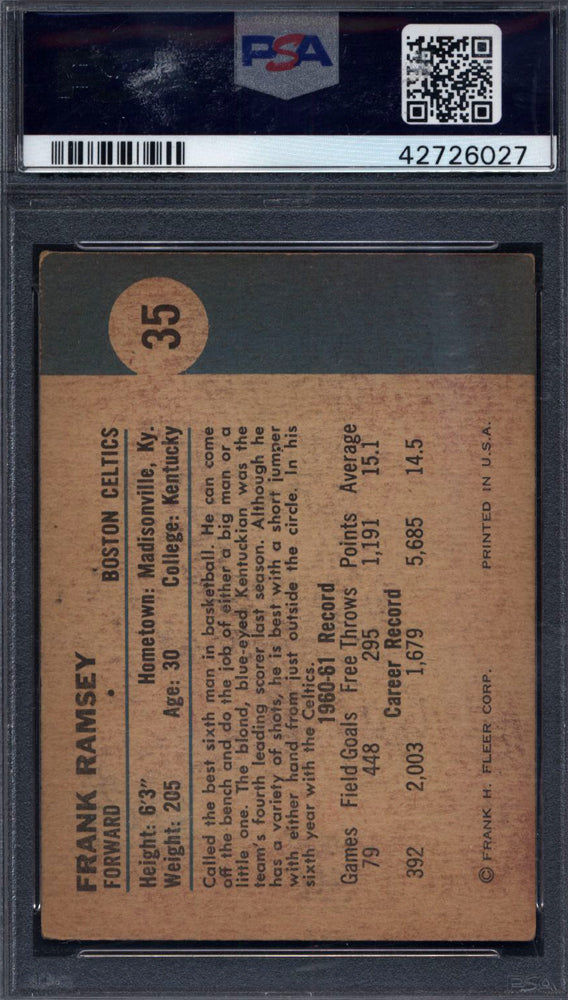 PSA
42726027
35
FRANK RAMSEY
FORWARD BOSTON CELTICS
Height: 6'3" Hometown: Madisonville, Ky.
Weight: 205 Age: 30 College: Kentucky
Called the best sixth man in basketball. He can come
off the bench and do the job of either a big man or a
little one. The blond, blue-eyed Kentuckian was the
team's fourth leading scorer last season. Although he
has a variety of shots, he is best with a short jumper
with either hand from just outside the circle. In his
sixth year with the Celtics.
1960-61 Record
Games Field Goals Free Throws Points Average
79 448 295 1,191 15.1
Career Record
392 2,003 1,679 5,685 14.5
© FRANK H. FLEER CORP. PRINTED IN U.S.A.
PSA